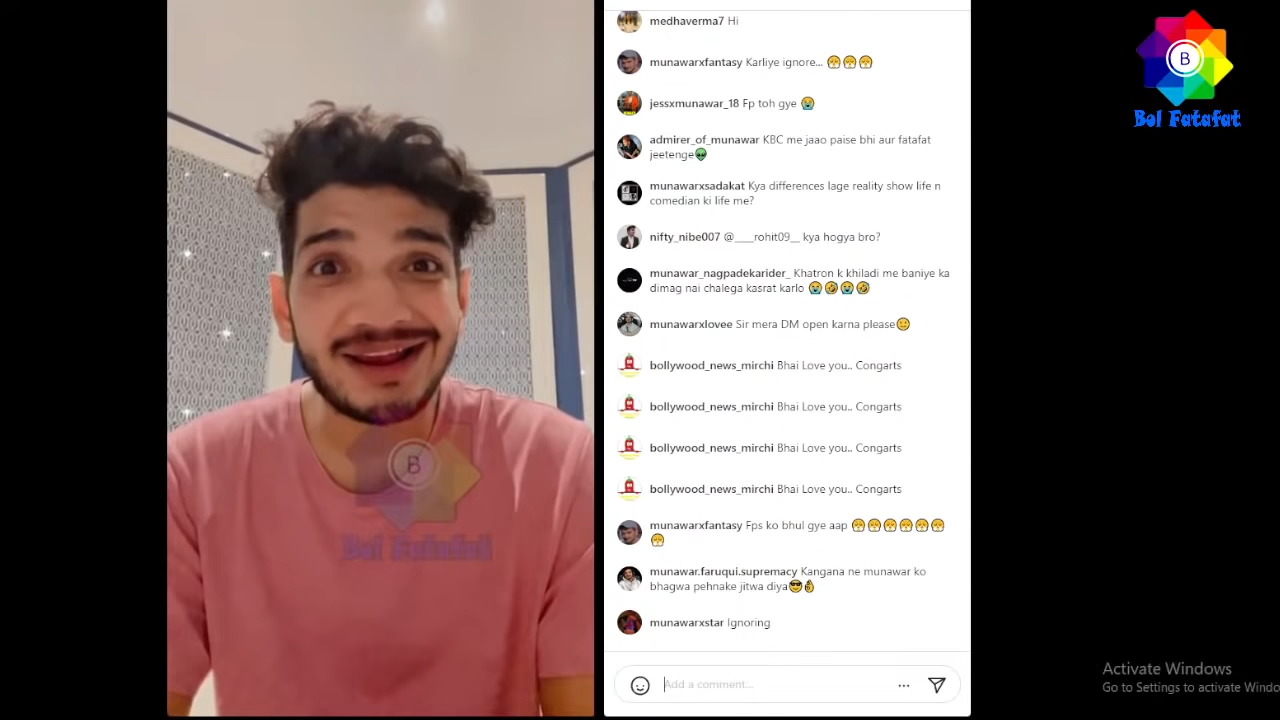 medhaverma7 Hi
munawarxfantasy Karliye ignore... 😤😤😤
jessxmunawar_18 Fp toh gye 😭
admirer_of_munawar KBC me jaao paise bhi aur fatafat
jeetenge👽
munawarxsadakat Kya differences lage reality show life n
comedian ki life me?
nifty_nibe007 @____rohit09__ kya hogya bro?
munawar_nagpadekarider_ Khatron k khiladi me baniye ka
dimag nai chalega kasrat karlo 😭🤣😭🤣
munawarxlovee Sir mera DM open karna please🙂
bollywood_news_mirchi Bhai Love you.. Congarts
bollywood_news_mirchi Bhai Love you.. Congarts
bollywood_news_mirchi Bhai Love you.. Congarts
bollywood_news_mirchi Bhai Love you.. Congarts
munawarxfantasy Fps ko bhul gye aap 😤😤😤😤😤😤
😤
munawar.faruqui.supremacy Kangana ne munawar ko
bhagwa pehnake jitwa diya😎👌
munawarxstar Ignoring
Add a comment...
B
Bol Fatafat
B
Bol Fatafat
Activate Windows
Go to Settings to activate Windo